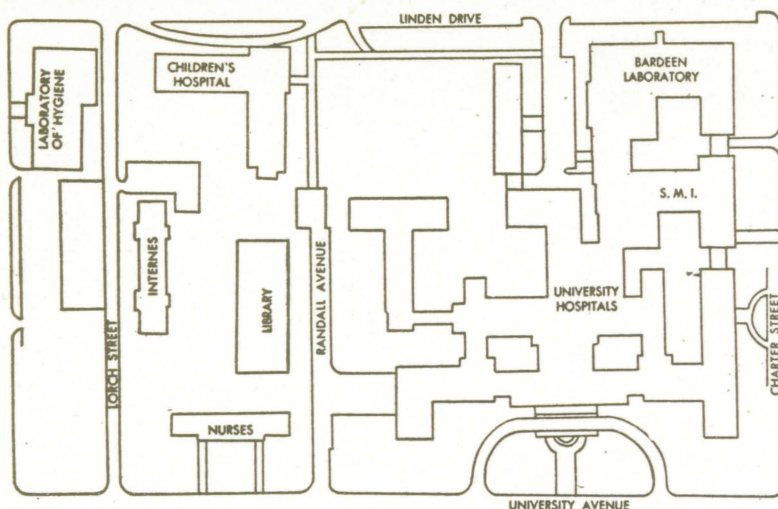 LINDEN DRIVE
LABORATORY
OF HYGIENE
CHILDREN'S
HOSPITAL
BARDEEN
LABORATORY
S. M. I.
INTERNES
LIBRARY
RANDALL AVENUE
UNIVERSITY
HOSPITALS
LORCH STREET
CHARTER STREET
NURSES
UNIVERSITY AVENUE